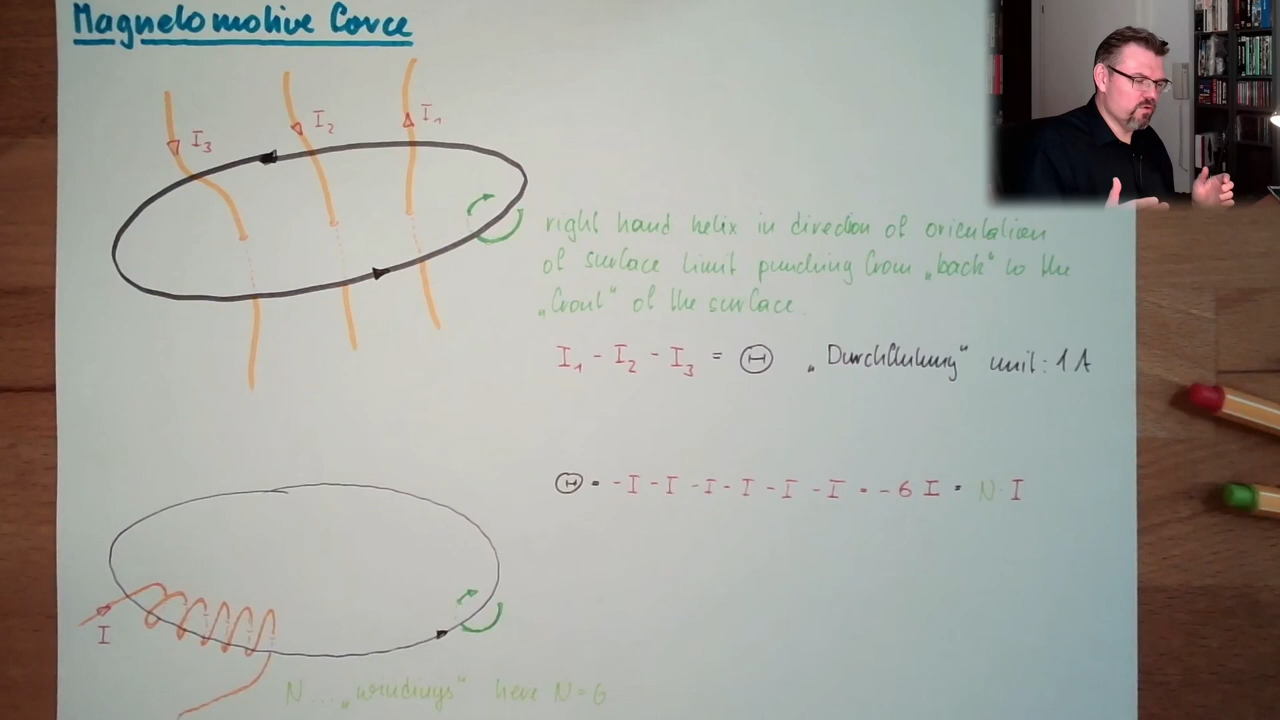 Magnetomotive Force
I₃
I₂
I₁
right hand helix in direction of orientation
of surface limit punching from „back“ to the
„front“ of the surface.
I₁ - I₂ - I₃ = Θ „Durchflutung“ unit: 1 A
Θ = -I -I -I -I -I -I = -6 I = N·I
I
N.... „windings“ here N=6